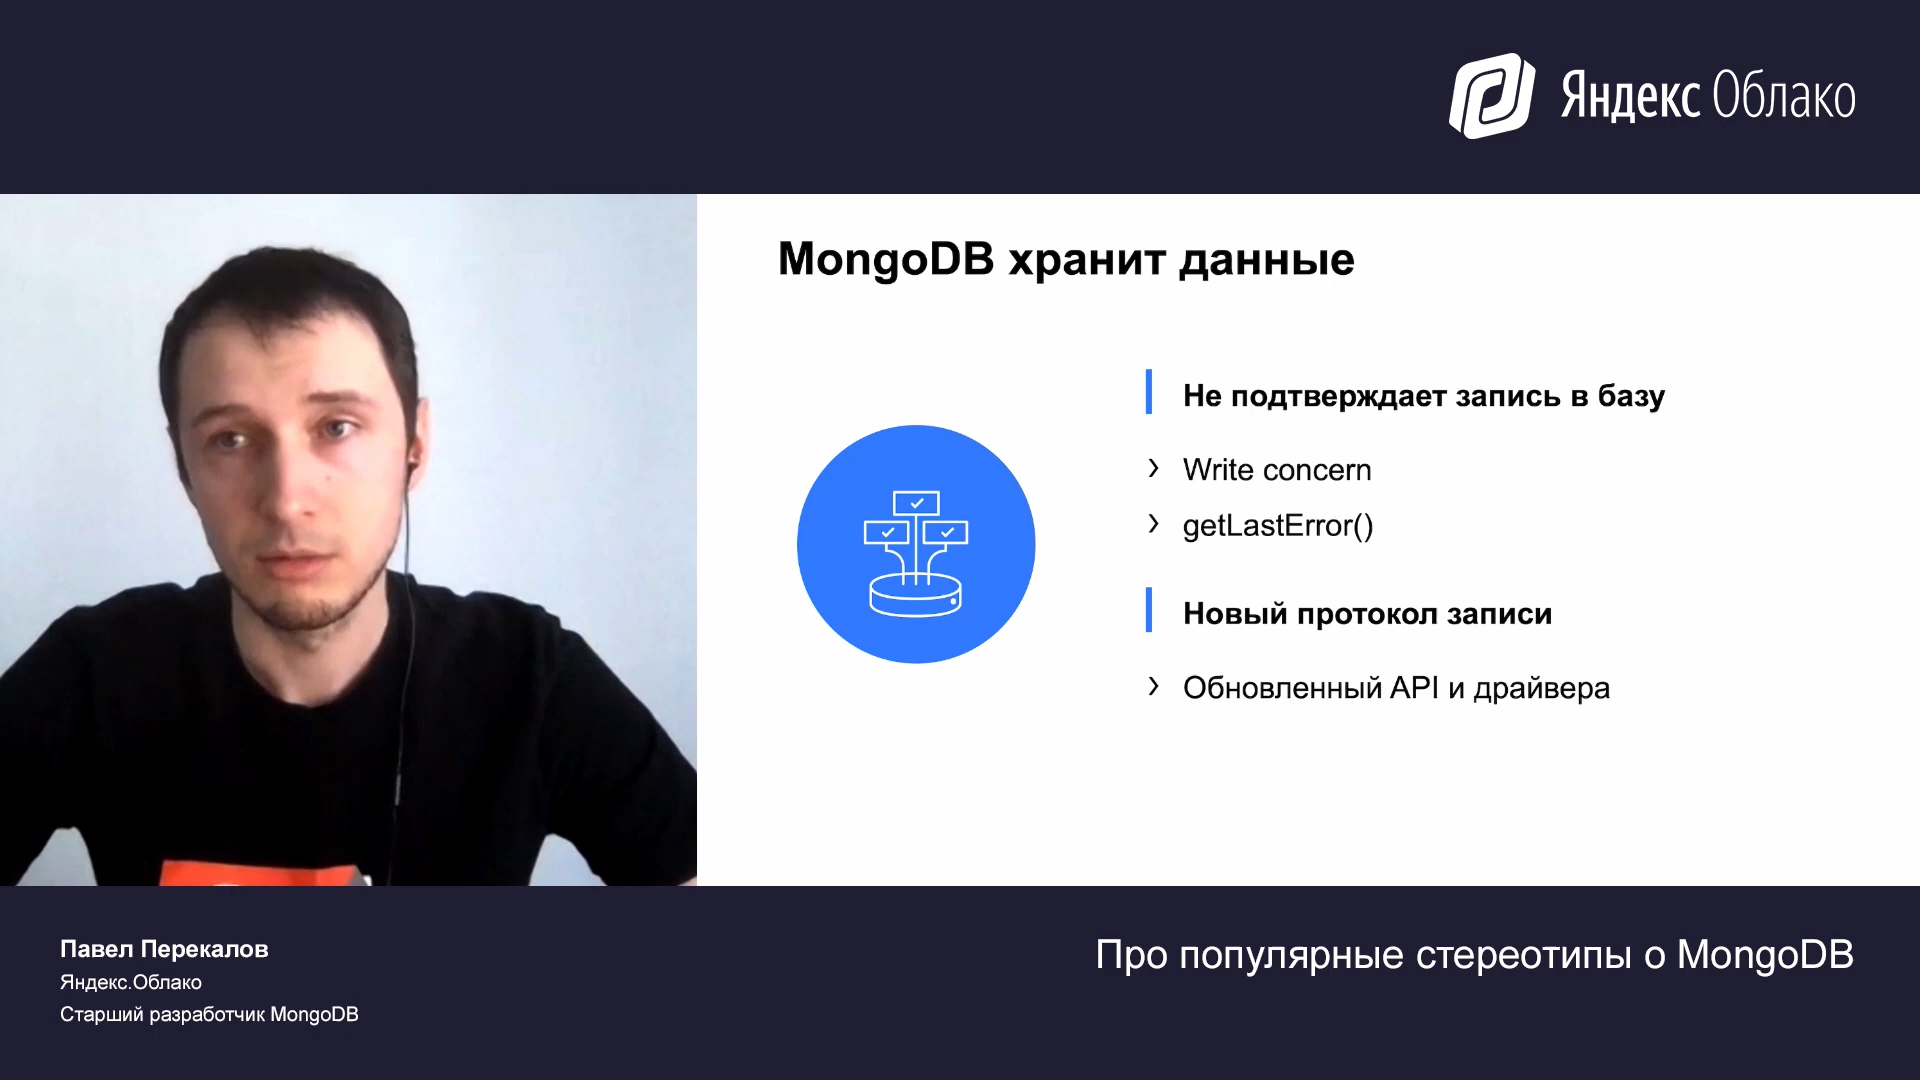 Яндекс Облако
MongoDB хранит данные
Не подтверждает запись в базу
Write concern
getLastError()
Новый протокол записи
Обновленный API и драйвера
Павел Перекалов
Яндекс.Облако
Старший разработчик MongoDB
Про популярные стереотипы о MongoDB